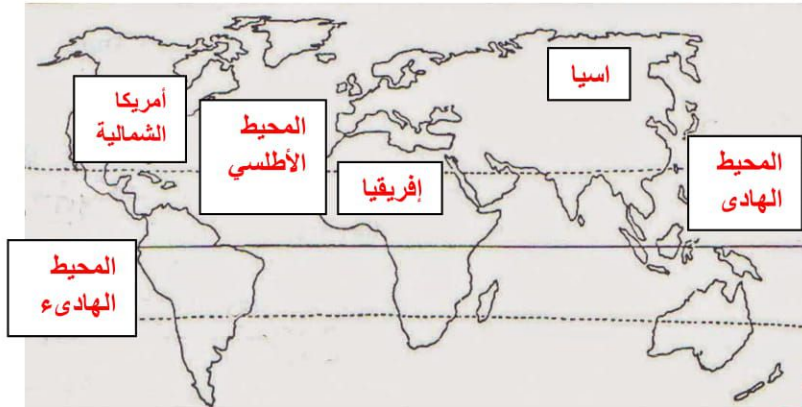 اسيا
أمريكا
الشمالية
المحيط
الأطلسي
المحيط
الهادى
إفريقيا
المحيط
الهادىء